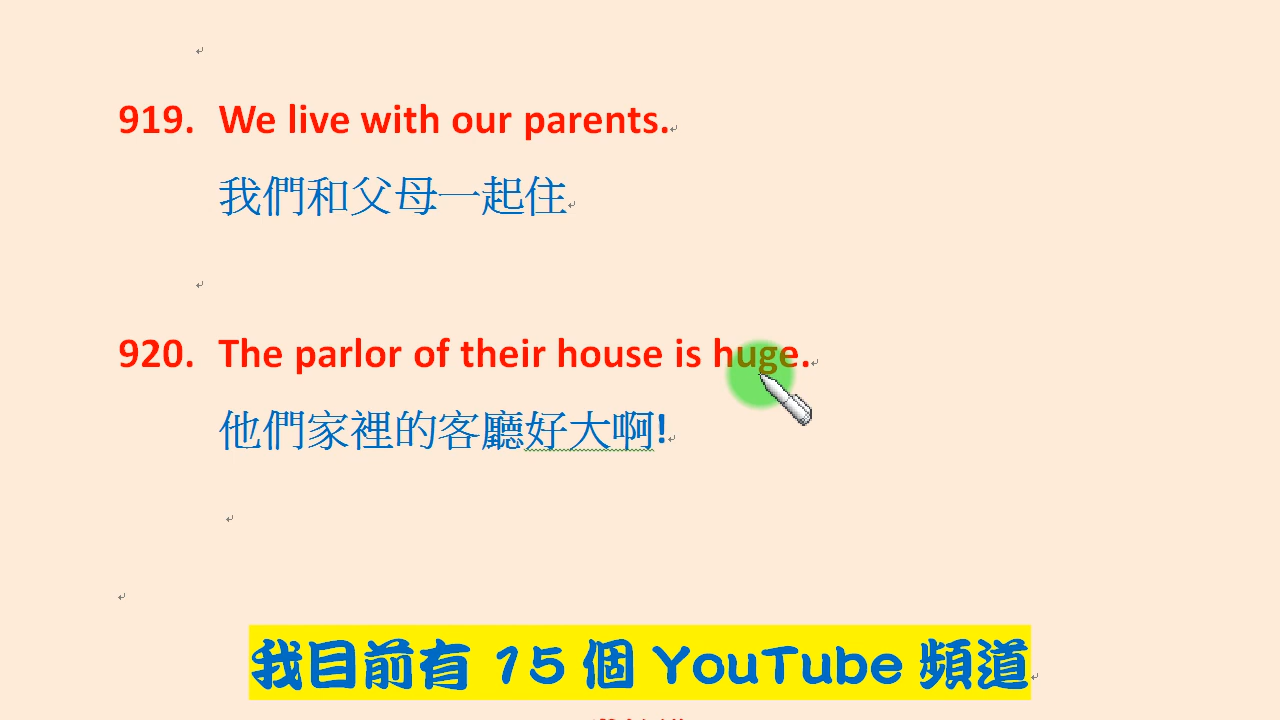 919. We live with our parents.
我們和父母一起住
920. The parlor of their house is huge.
他們家裡的客廳好大啊!
我目前有 15 個 YouTube 頻道